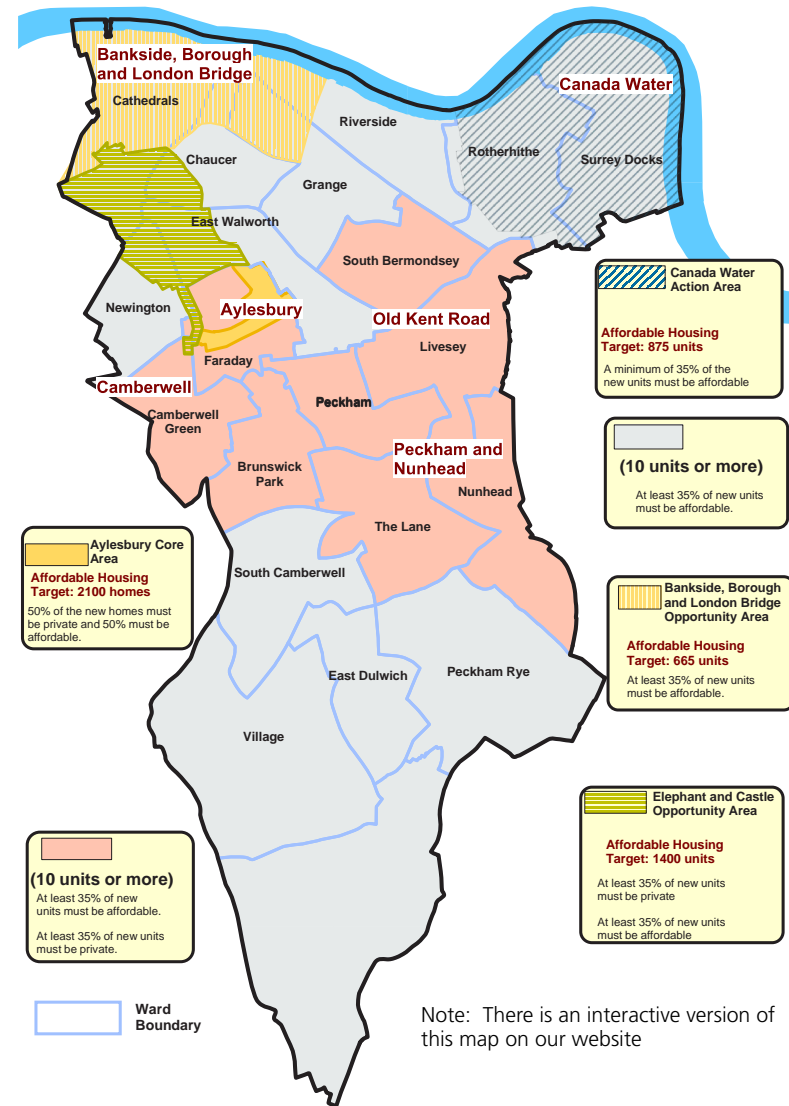 Bankside, Borough
and London Bridge
Cathedrals
Canada Water
Riverside
Rotherhithe
Surrey Docks
Chaucer
Grange
East Walworth
South Bermondsey
Newington
Aylesbury
Old Kent Road
Livesey
Faraday
Camberwell
Camberwell
Green
Peckham
Brunswick
Park
Peckham and
Nunhead
Nunhead
The Lane
South Camberwell
East Dulwich
Peckham Rye
Village
Canada Water
Action Area
Affordable Housing
Target: 875 units
A minimum of 35% of the
new units must be affordable
(10 units or more)
At least 35% of new units
must be affordable.
Aylesbury Core
Area
Affordable Housing
Target: 2100 homes
50% of the new homes must
be private and 50% must be
affordable.
Bankside, Borough
and London Bridge
Opportunity Area
Affordable Housing
Target: 665 units
At least 35% of new units
must be affordable.
Elephant and Castle
Opportunity Area
Affordable Housing
Target: 1400 units
At least 35% of new units
must be private
At least 35% of new units
must be affordable
(10 units or more)
At least 35% of new
units must be affordable.
At least 35% of new units
must be private.
Ward
Boundary
Note: There is an interactive version of
this map on our website